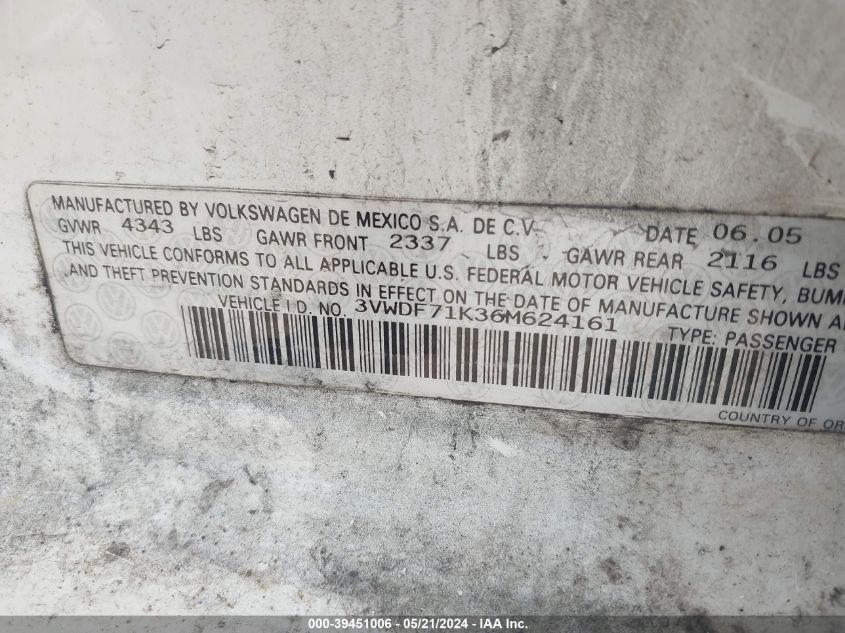 MANUFACTURED BY VOLKSWAGEN DE MEXICO S.A. DE C.V. DATE 06.05
GVWR 4343 LBS GAWR FRONT 2337 LBS GAWR REAR 2116 LBS
THIS VEHICLE CONFORMS TO ALL APPLICABLE U.S. FEDERAL MOTOR VEHICLE SAFETY, BUM
AND THEFT PREVENTION STANDARDS IN EFFECT ON THE DATE OF MANUFACTURE SHOWN A
VEHICLE I.D. NO. 3VWDF71K36M624161 TYPE: PASSENGER
COUNTRY OF OR
000-39451006 - 05/21/2024 - IAAI.COM